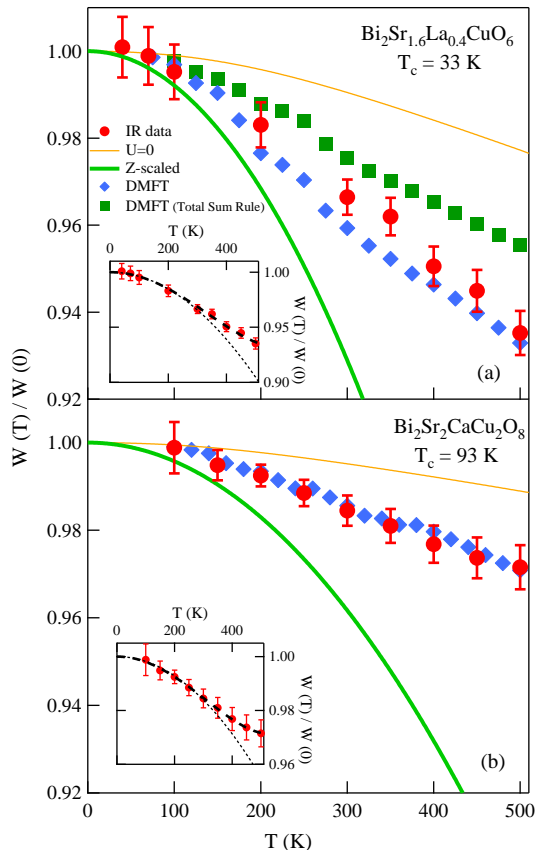 Bi₂Sr₁.₆La₀.₄CuO₆
T_c = 33 K
1.00
0.98
0.96
0.94
0.92
IR data
U=0
Z-scaled
DMFT
DMFT (Total Sum Rule)
T (K)
0 200 400
1.00
0.95
0.90
W (T) / W (0)
(a)
W (T) / W (0)
Bi₂Sr₂CaCu₂O₈
T_c = 93 K
1.00
0.98
0.96
0.94
0.92
T (K)
0 200 400
1.00
0.98
0.96
W (T) / W (0)
(b)
0 100 200 300 400 500
T (K)